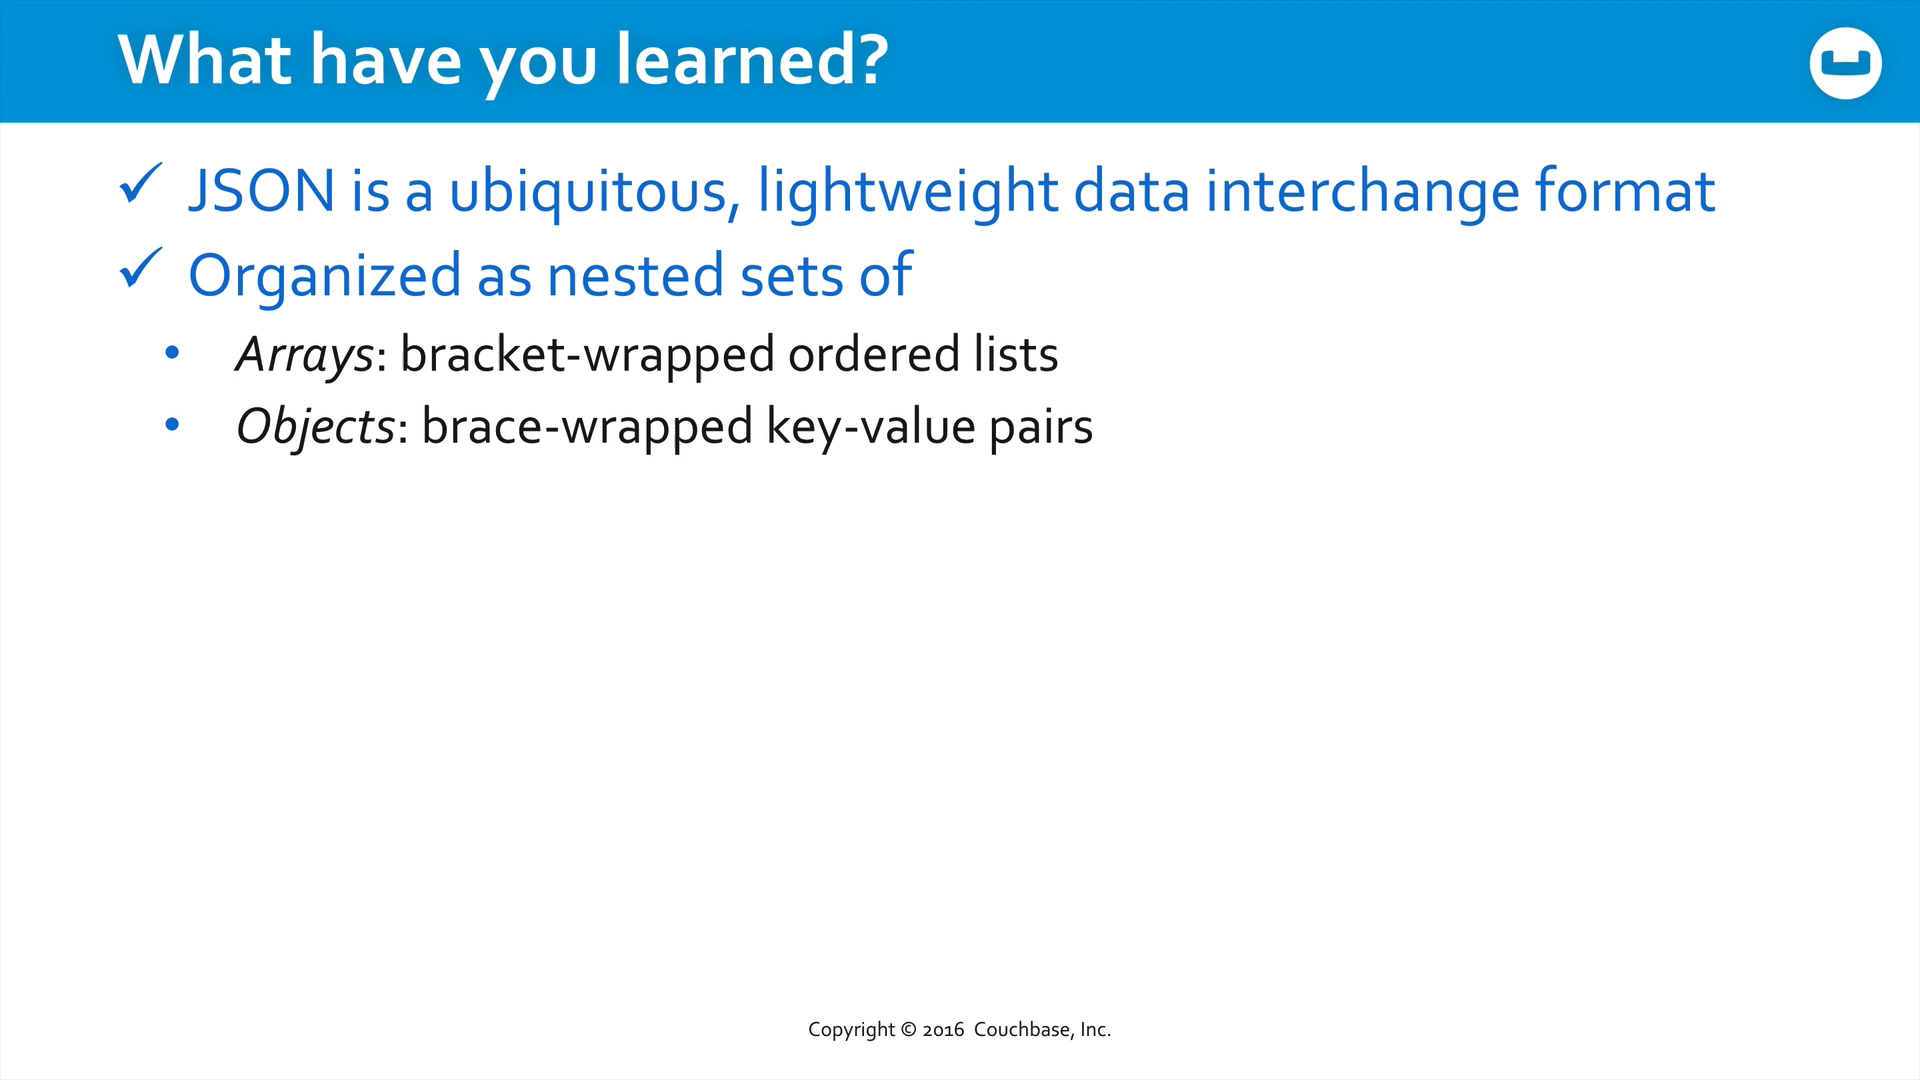 What have you learned?
✓ JSON is a ubiquitous, lightweight data interchange format
✓ Organized as nested sets of
• Arrays: bracket-wrapped ordered lists
• Objects: brace-wrapped key-value pairs
Copyright © 2016 Couchbase, Inc.